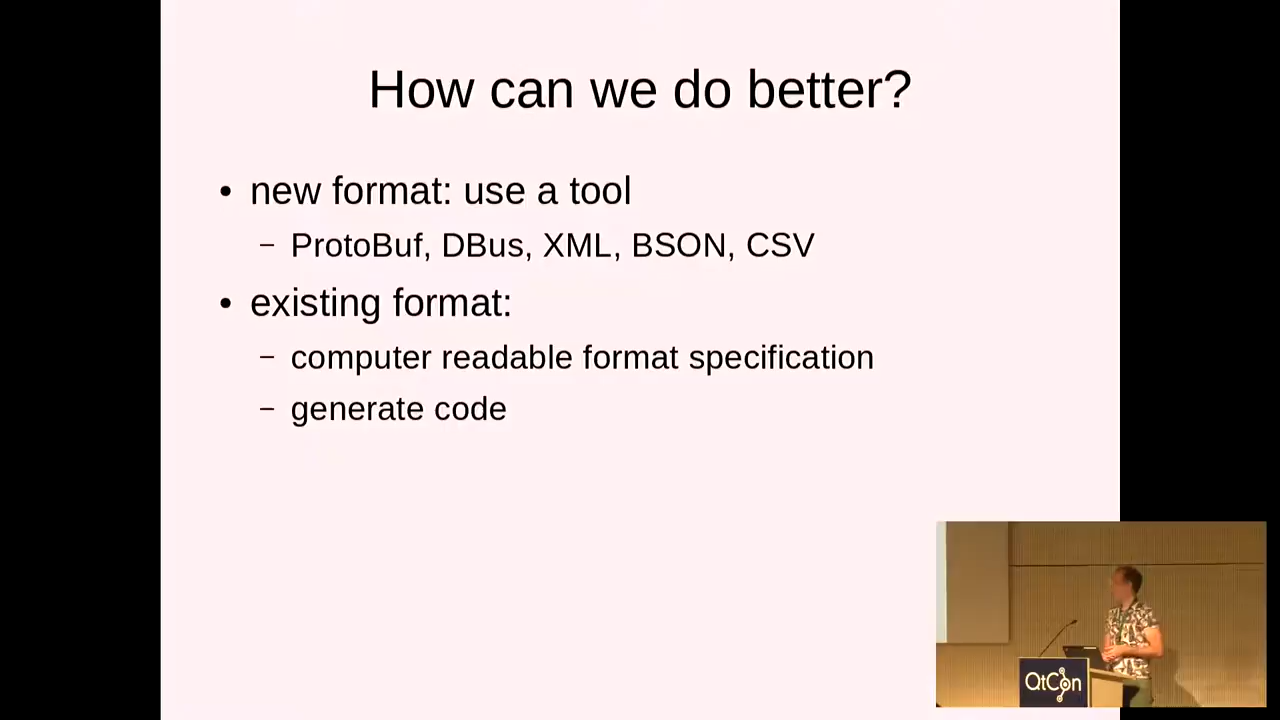 How can we do better?
• new format: use a tool
– ProtoBuf, DBus, XML, BSON, CSV
• existing format:
– computer readable format specification
– generate code
QtCon